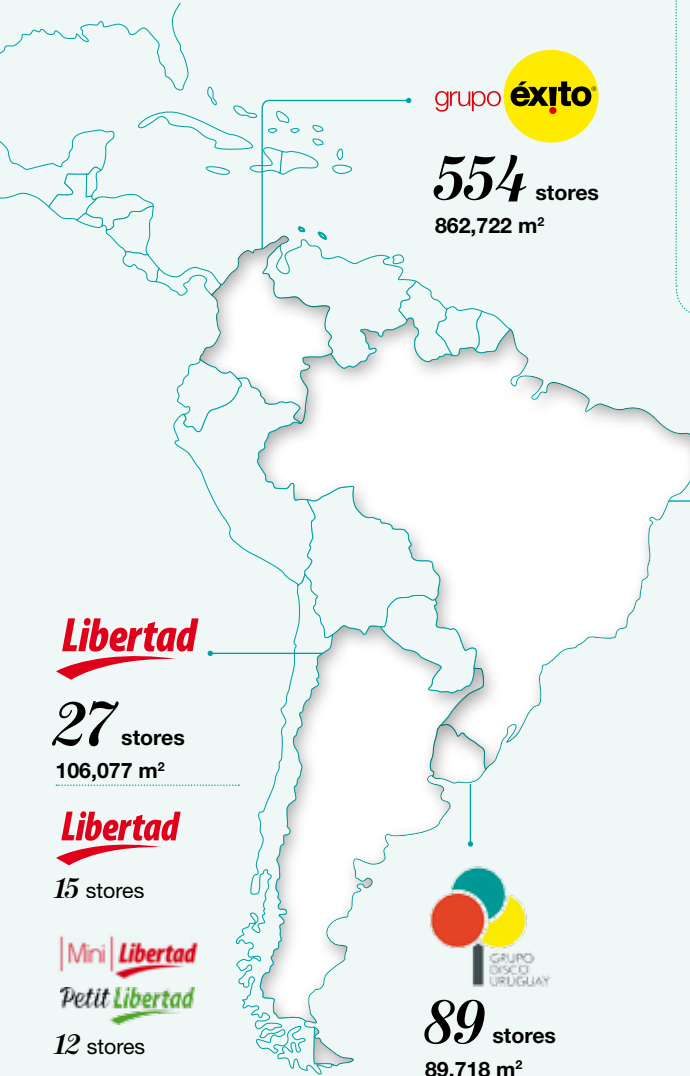 grupo éxito®
554 stores
862,722 m²
Libertad
27 stores
106,077 m²
Libertad
15 stores
Mini Libertad
Petit Libertad
12 stores
GRUPO
DISCO
URUGUAY
89 stores
89,718 m²